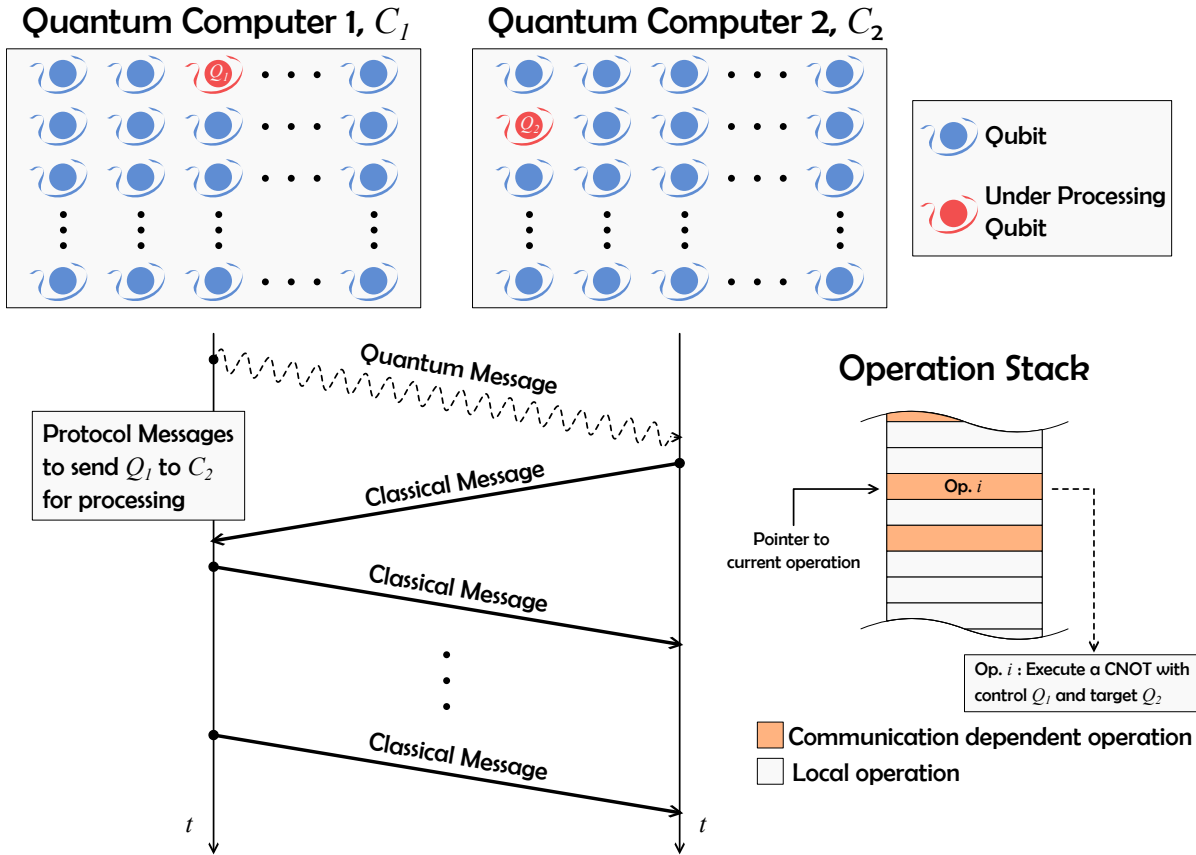 Quantum Computer 1, C1
Quantum Computer 2, C2
Q1
Q2
Qubit
Under Processing
Qubit
Quantum Message
Protocol Messages
to send Q1 to C2
for processing
Classical Message
Classical Message
Classical Message
t
t
Operation Stack
Op. i
Pointer to
current operation
Op. i : Execute a CNOT with
control Q1 and target Q2
Communication dependent operation
Local operation